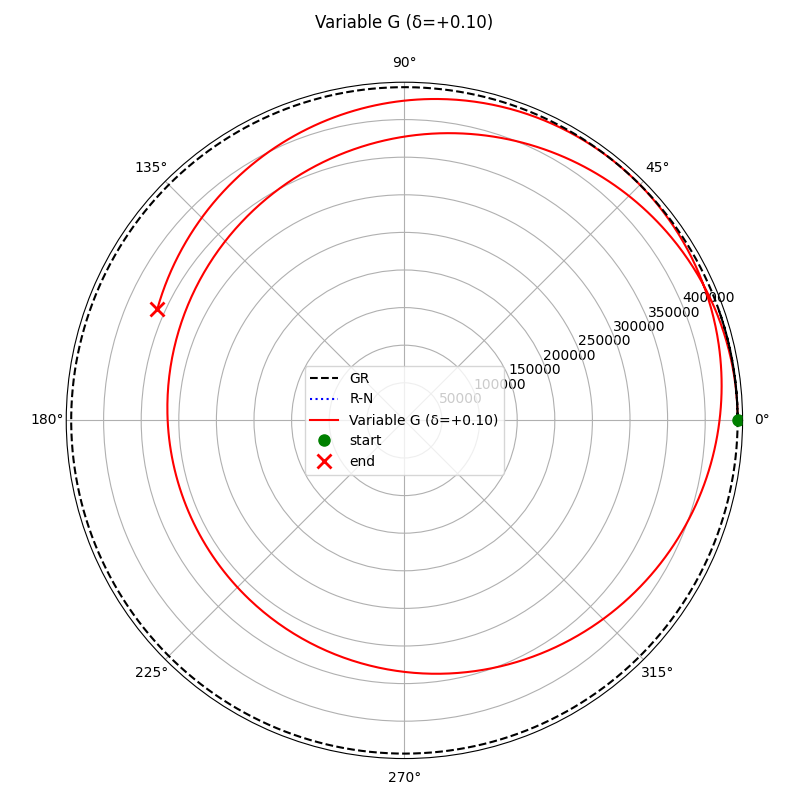 Variable G (δ=+0.10)
90°
135°
45°
400000
350000
300000
250000
200000
150000
100000
50000
GR
R-N
Variable G (δ=+0.10)
start
end
180°
0°
225°
315°
270°